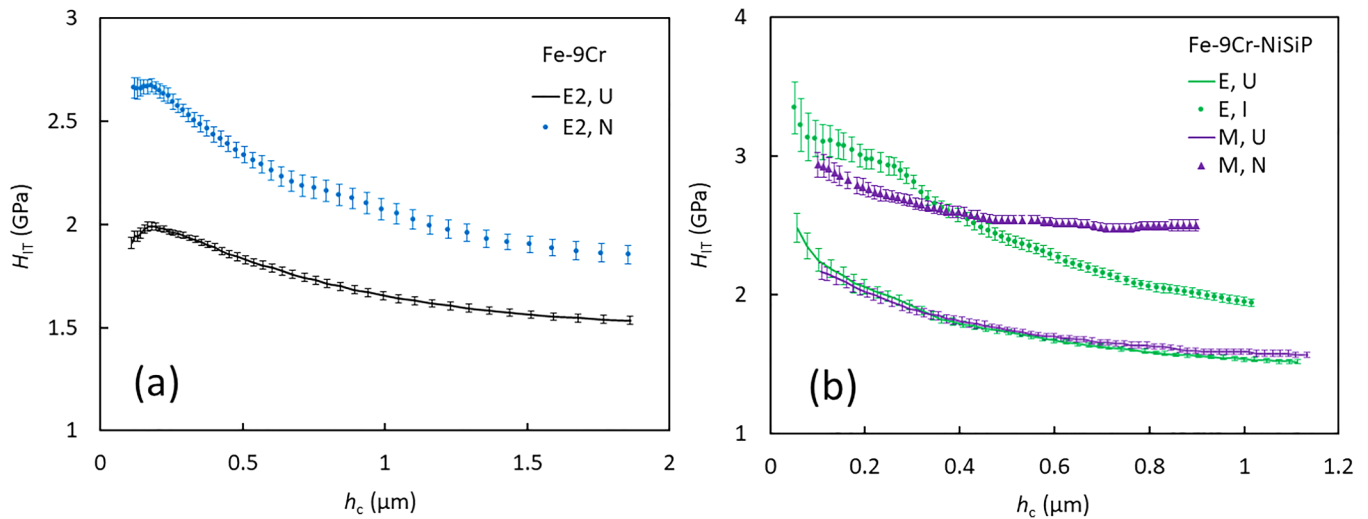 3
2.5
2
1.5
1
H_IT (GPa)
0
0.5
1
1.5
2
h_c (μm)
Fe-9Cr
E2, U
E2, N
(a)
4
3
2
1
H_IT (GPa)
0
0.2
0.4
0.6
0.8
1
1.2
h_c (μm)
Fe-9Cr-NiSiP
E, U
E, I
M, U
M, N
(b)